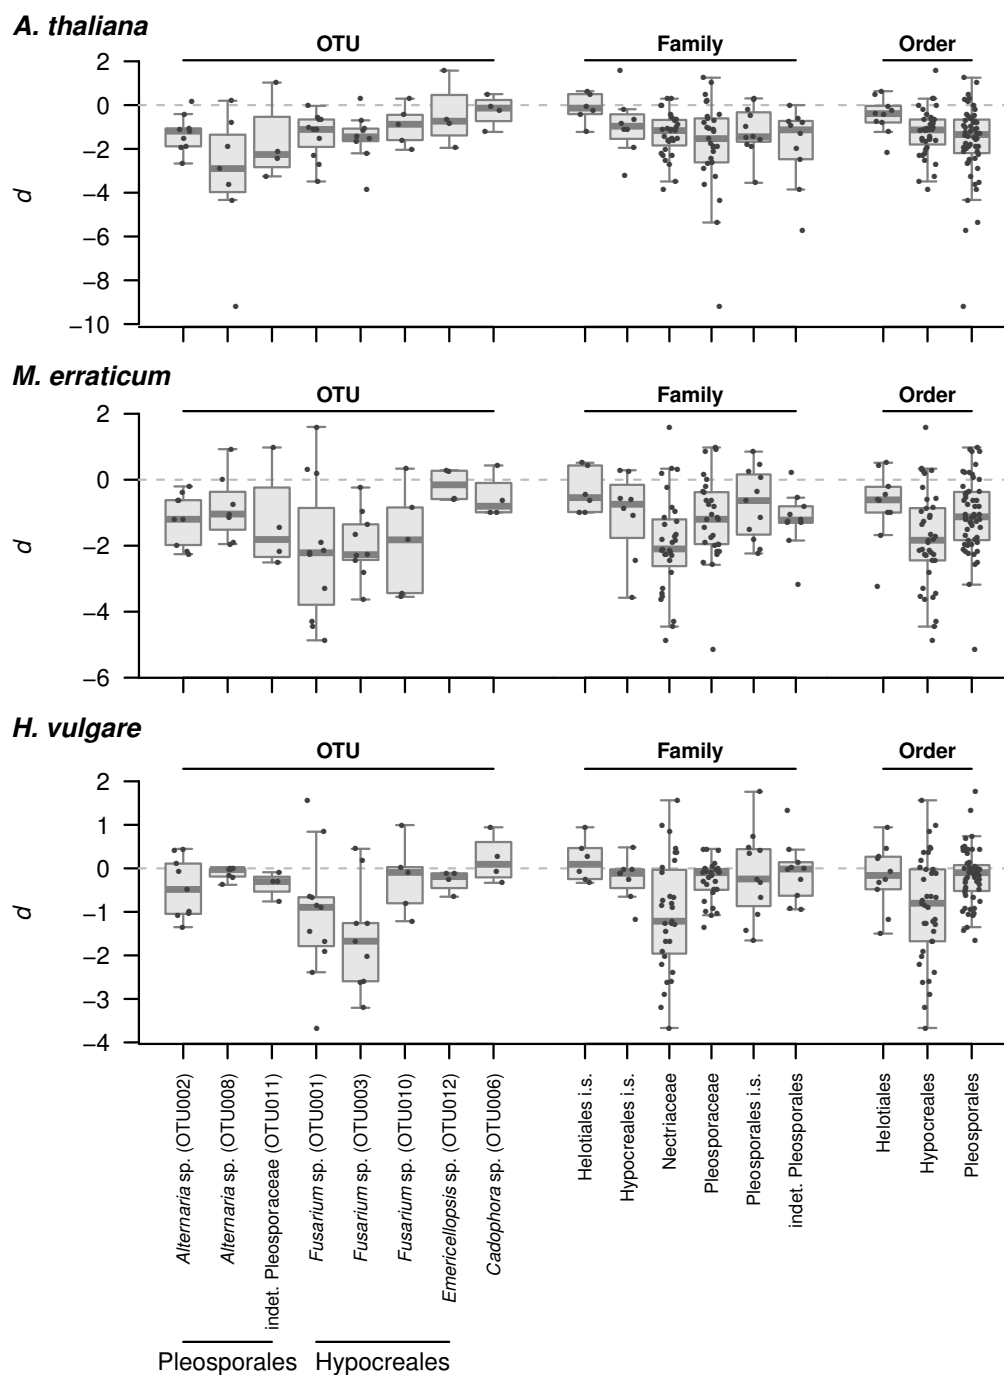 A. thaliana
OTU Family Order
2
0
−2
−4
−6
−8
−10
d
M. erraticum
OTU Family Order
2
0
−2
−4
−6
d
H. vulgare
OTU Family Order
2
1
0
−1
−2
−3
−4
d
Alternaria sp. (OTU002)
Alternaria sp. (OTU008)
indet. Pleosporaceae (OTU011)
Fusarium sp. (OTU001)
Fusarium sp. (OTU003)
Fusarium sp. (OTU010)
Emericellopsis sp. (OTU012)
Cadophora sp. (OTU006)
Helotiales i.s.
Hypocreales i.s.
Nectriaceae
Pleosporaceae
Pleosporales i.s.
indet. Pleosporales
Helotiales
Hypocreales
Pleosporales
Pleosporales Hypocreales